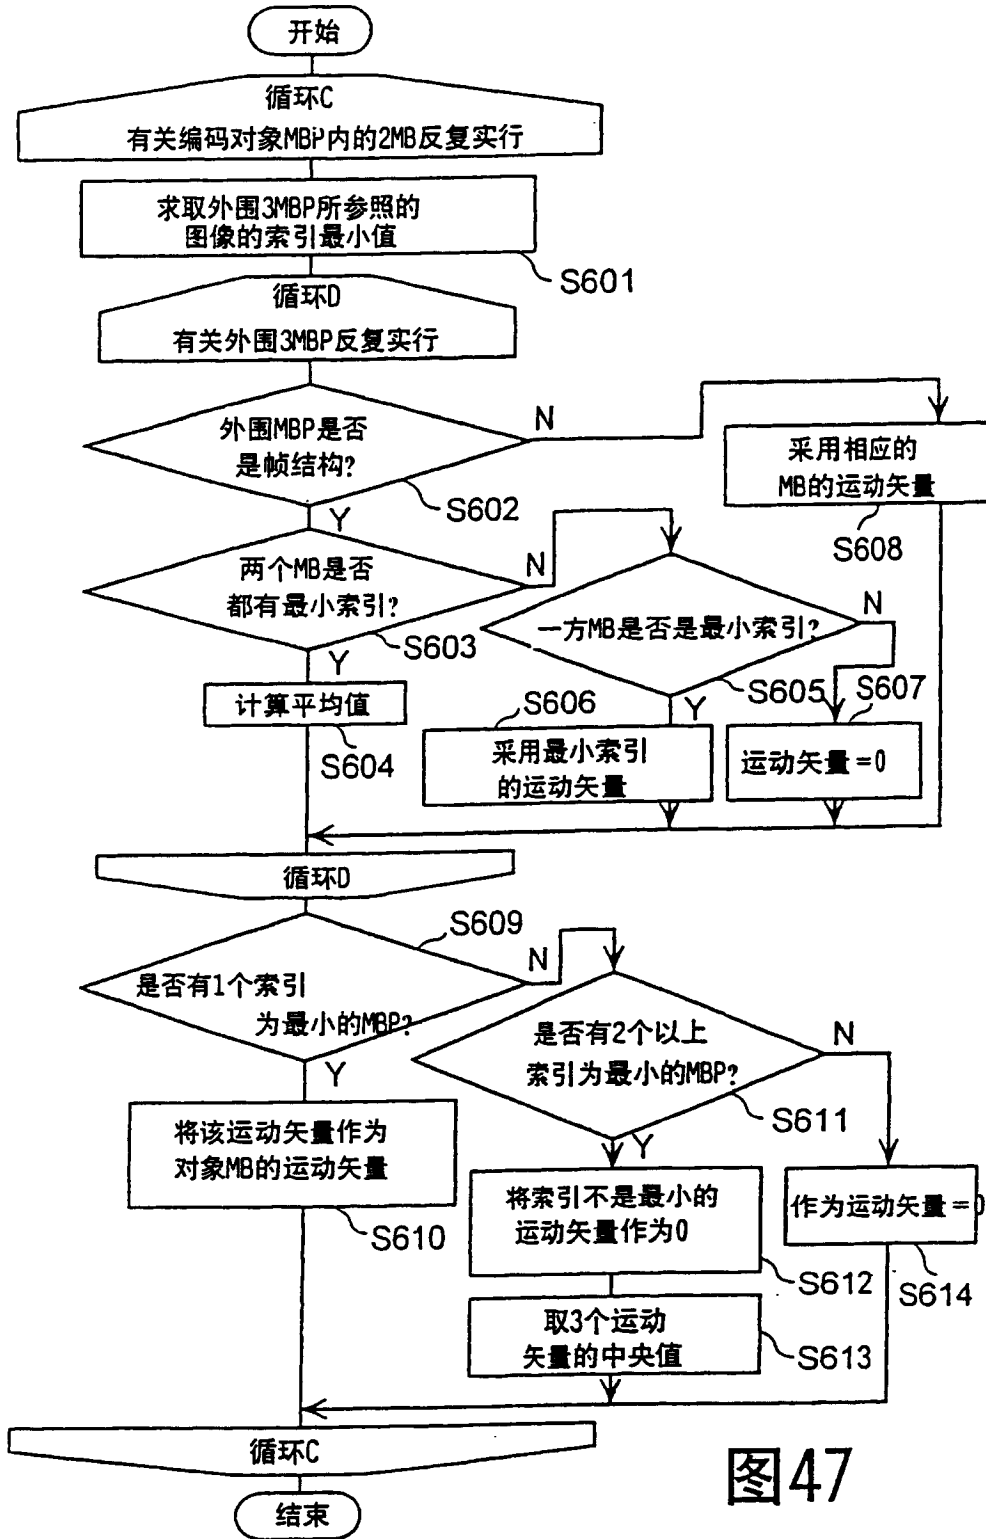 开始
循环C
有关编码对象MBP内的2MB反复实行
求取外围3MBP所参照的
图像的索引最小值
S601
循环D
有关外围3MBP反复实行
外围MBP是否
是帧结构?
N
S602
Y
采用相应的
MB的运动矢量
S608
两个MB是否
都有最小索引?
N
S603
Y
一方MB是否是最小索引?
N
S605
Y
S607
S606
计算平均值
S604
采用最小索引
的运动矢量
运动矢量=0
循环D
S609
是否有1个索引
为最小的MBP?
N
Y
是否有2个以上
索引为最小的MBP?
N
S611
Y
将该运动矢量作为
对象MB的运动矢量
S610
将索引不是最小的
运动矢量作为0
S612
作为运动矢量=0
S614
取3个运动
矢量的中央值
S613
循环C
结束
图47